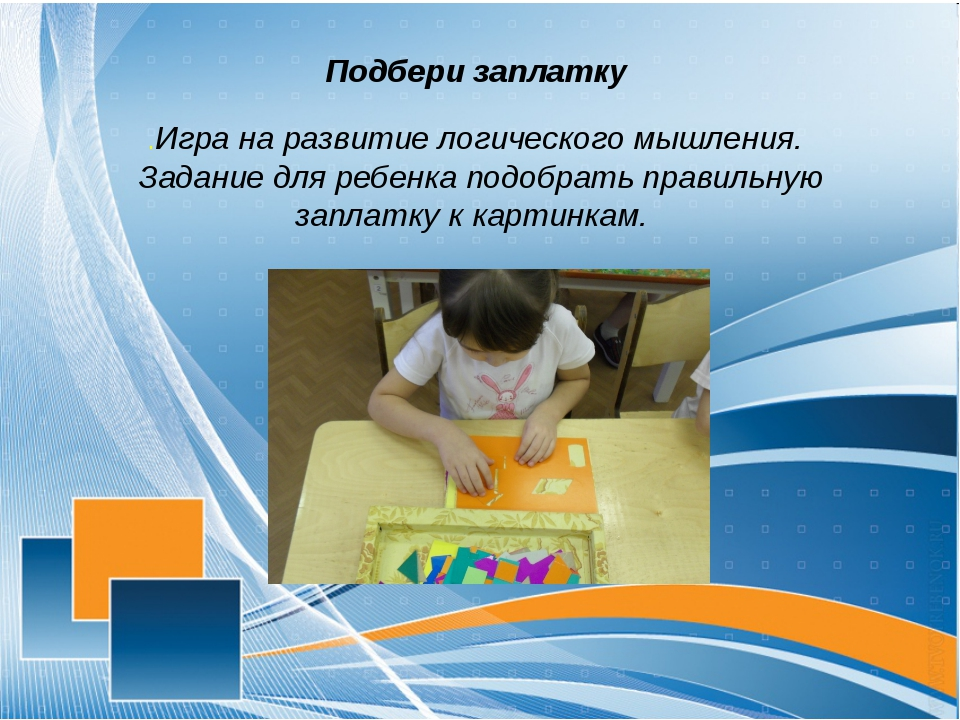 Подбери заплатку
.Игра на развитие логического мышления.
Задание для ребенка подобрать правильную
заплатку к картинкам.